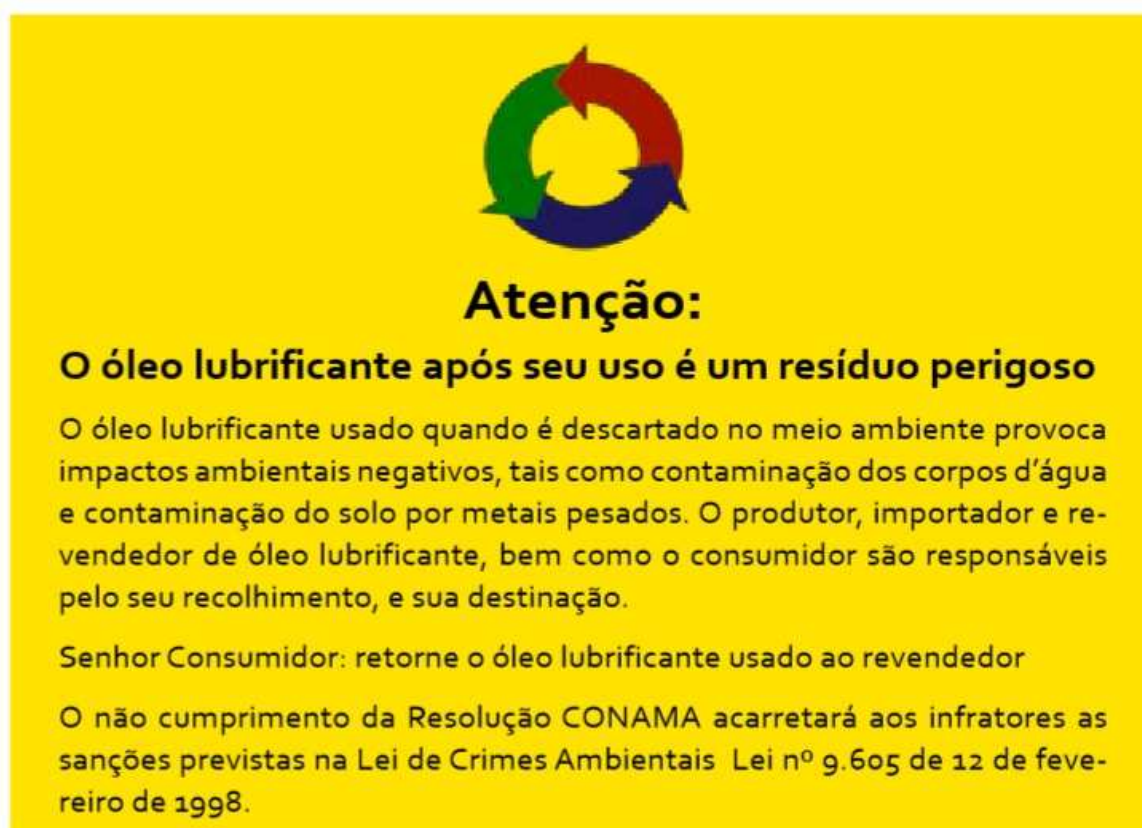 Atenção:
O óleo lubrificante após seu uso é um resíduo perigoso
O óleo lubrificante usado quando é descartado no meio ambiente provoca
impactos ambientais negativos, tais como contaminação dos corpos d'água
e contaminação do solo por metais pesados. O produtor, importador e re-
vendedor de óleo lubrificante, bem como o consumidor são responsáveis
pelo seu recolhimento, e sua destinação.
Senhor Consumidor: retorne o óleo lubrificante usado ao revendedor
O não cumprimento da Resolução CONAMA acarretará aos infratores as
sanções previstas na Lei de Crimes Ambientais Lei nº 9.605 de 12 de feve-
reiro de 1998.